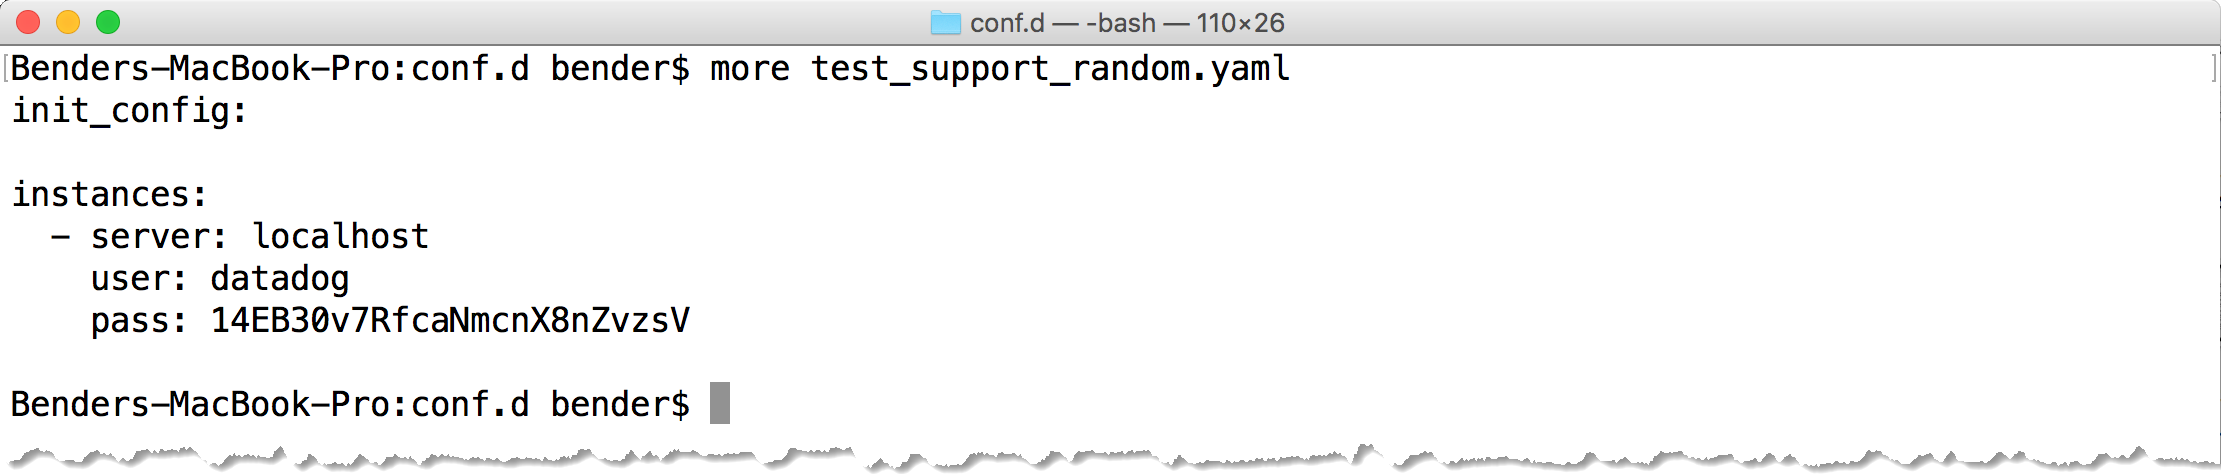 conf.d — -bash — 110×26
Benders-MacBook-Pro:conf.d bender$ more test_support_random.yaml
init_config:
instances:
  - server: localhost
    user: datadog
    pass: 14EB30v7RfcaNmcnX8nZvzsV
Benders-MacBook-Pro:conf.d bender$